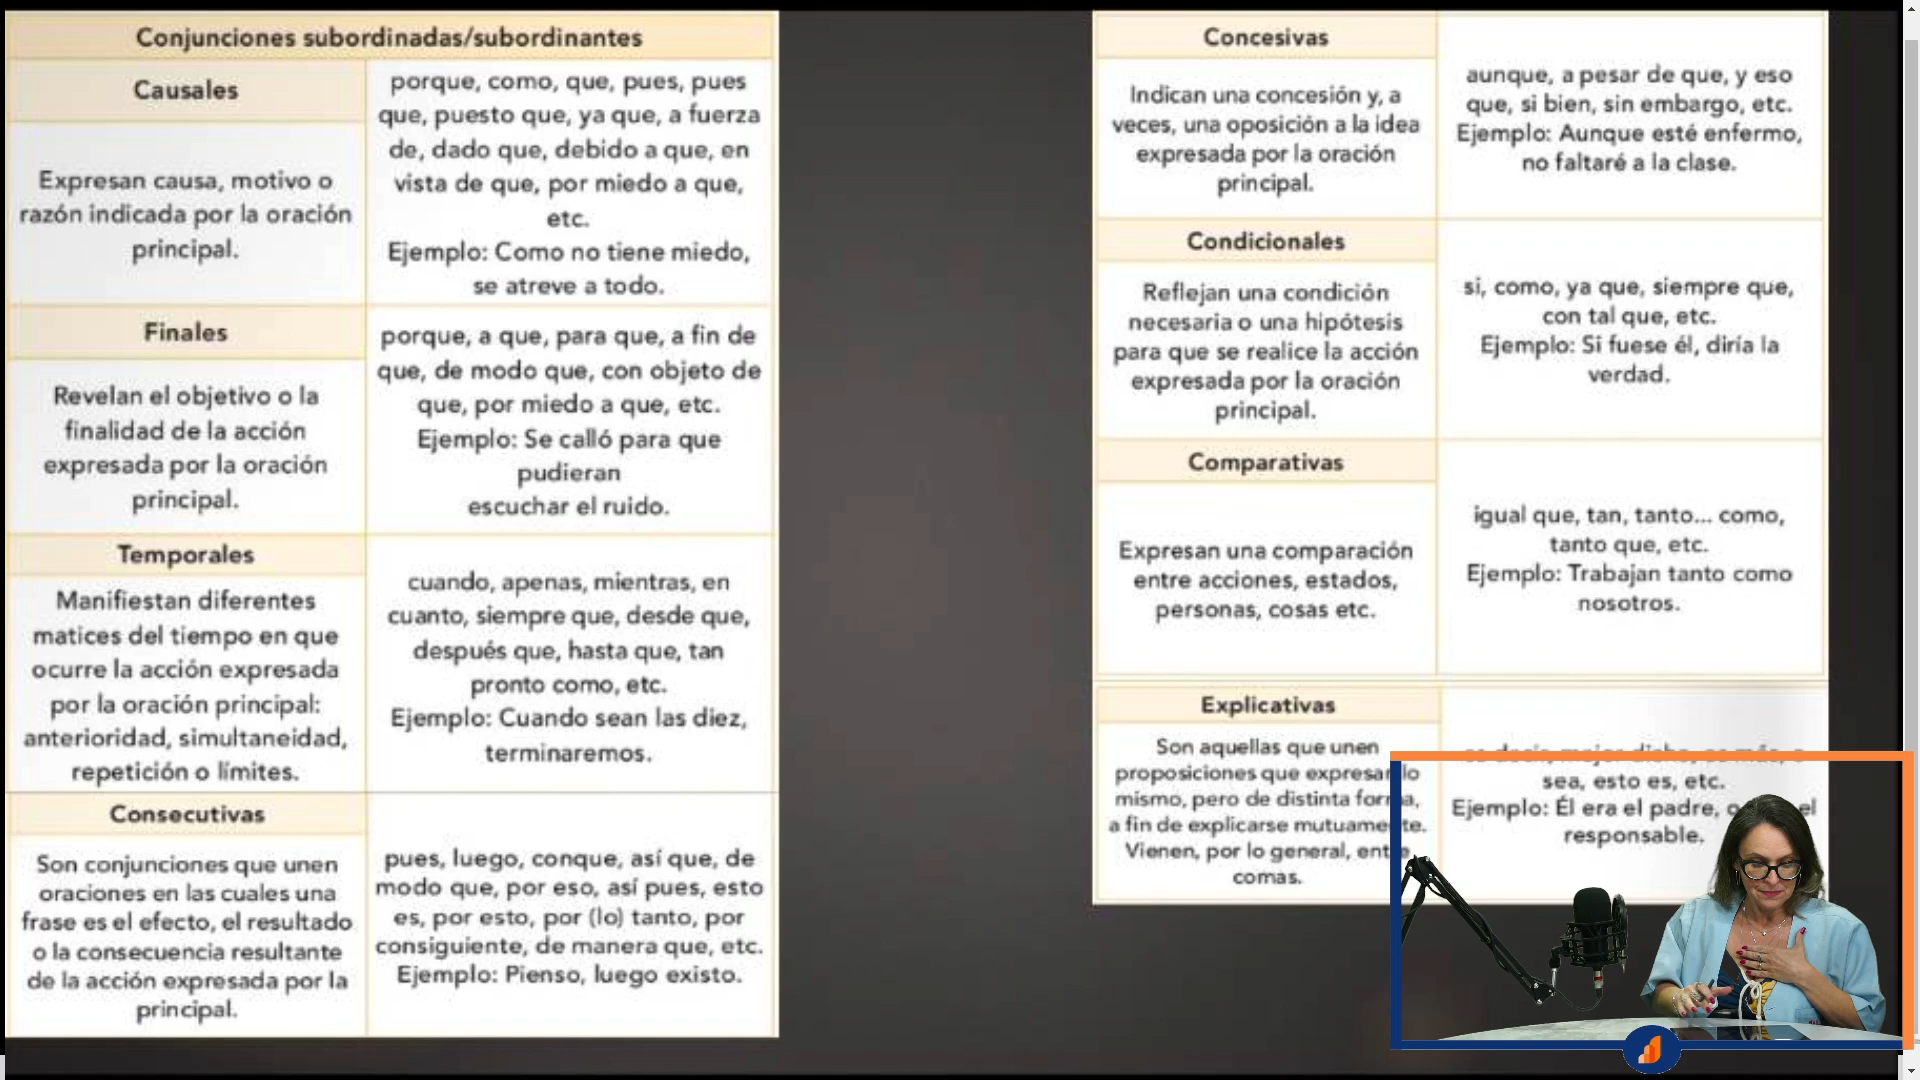 Conjunciones subordinadas/subordinantes
Causales
Expresan causa, motivo o
razón indicada por la oración
principal.
porque, como, que, pues, pues
que, puesto que, ya que, a fuerza
de, dado que, debido a que, en
vista de que, por miedo a que,
etc.
Ejemplo: Como no tiene miedo,
se atreve a todo.
Finales
Revelan el objetivo o la
finalidad de la acción
expresada por la oración
principal.
porque, a que, para que, a fin de
que, de modo que, con objeto de
que, por miedo a que, etc.
Ejemplo: Se calló para que
pudieran
escuchar el ruido.
Temporales
Manifiestan diferentes
matices del tiempo en que
ocurre la acción expresada
por la oración principal:
anterioridad, simultaneidad,
repetición o límites.
cuando, apenas, mientras, en
cuanto, siempre que, desde que,
después que, hasta que, tan
pronto como, etc.
Ejemplo: Cuando sean las diez,
terminaremos.
Consecutivas
Son conjunciones que unen
oraciones en las cuales una
frase es el efecto, el resultado
o la consecuencia resultante
de la acción expresada por la
principal.
pues, luego, conque, así que, de
modo que, por eso, así pues, esto
es, por esto, por (lo) tanto, por
consiguiente, de manera que, etc.
Ejemplo: Pienso, luego existo.
Concesivas
Indican una concesión y, a
veces, una oposición a la idea
expresada por la oración
principal.
aunque, a pesar de que, y eso
que, si bien, sin embargo, etc.
Ejemplo: Aunque esté enfermo,
no faltaré a la clase.
Condicionales
Reflejan una condición
necesaria o una hipótesis
para que se realice la acción
expresada por la oración
principal.
si, como, ya que, siempre que,
con tal que, etc.
Ejemplo: Si fuese él, diría la
verdad.
Comparativas
Expresan una comparación
entre acciones, estados,
personas, cosas etc.
igual que, tan, tanto... como,
tanto que, etc.
Ejemplo: Trabajan tanto como
nosotros.
Explicativas
Son aquellas que unen
proposiciones que expresan lo
mismo, pero de distinta forma,
a fin de explicarse mutuamente.
Vienen, por lo general, entre
comas.
sea, esto es, etc.
Ejemplo: Él era el padre, el
responsable.